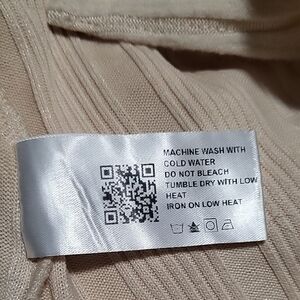 MACHINE WASH WITH
COLD WATER
DO NOT BLEACH
TUMBLE DRY WITH LOW
HEAT
IRON ON LOW HEAT